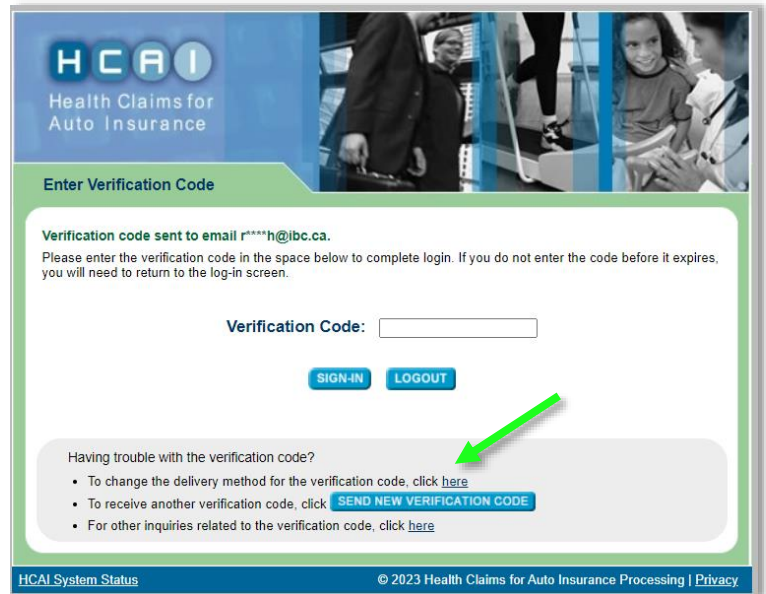 HCAI
Health Claims for
Auto Insurance
Enter Verification Code
Verification code sent to email r****h@ibc.ca.
Please enter the verification code in the space below to complete login. If you do not enter the code before it expires,
you will need to return to the log-in screen.
Verification Code:
SIGN-IN LOGOUT
Having trouble with the verification code?
• To change the delivery method for the verification code, click here
• To receive another verification code, click SEND NEW VERIFICATION CODE
• For other inquiries related to the verification code, click here
HCAI System Status © 2023 Health Claims for Auto Insurance Processing | Privacy